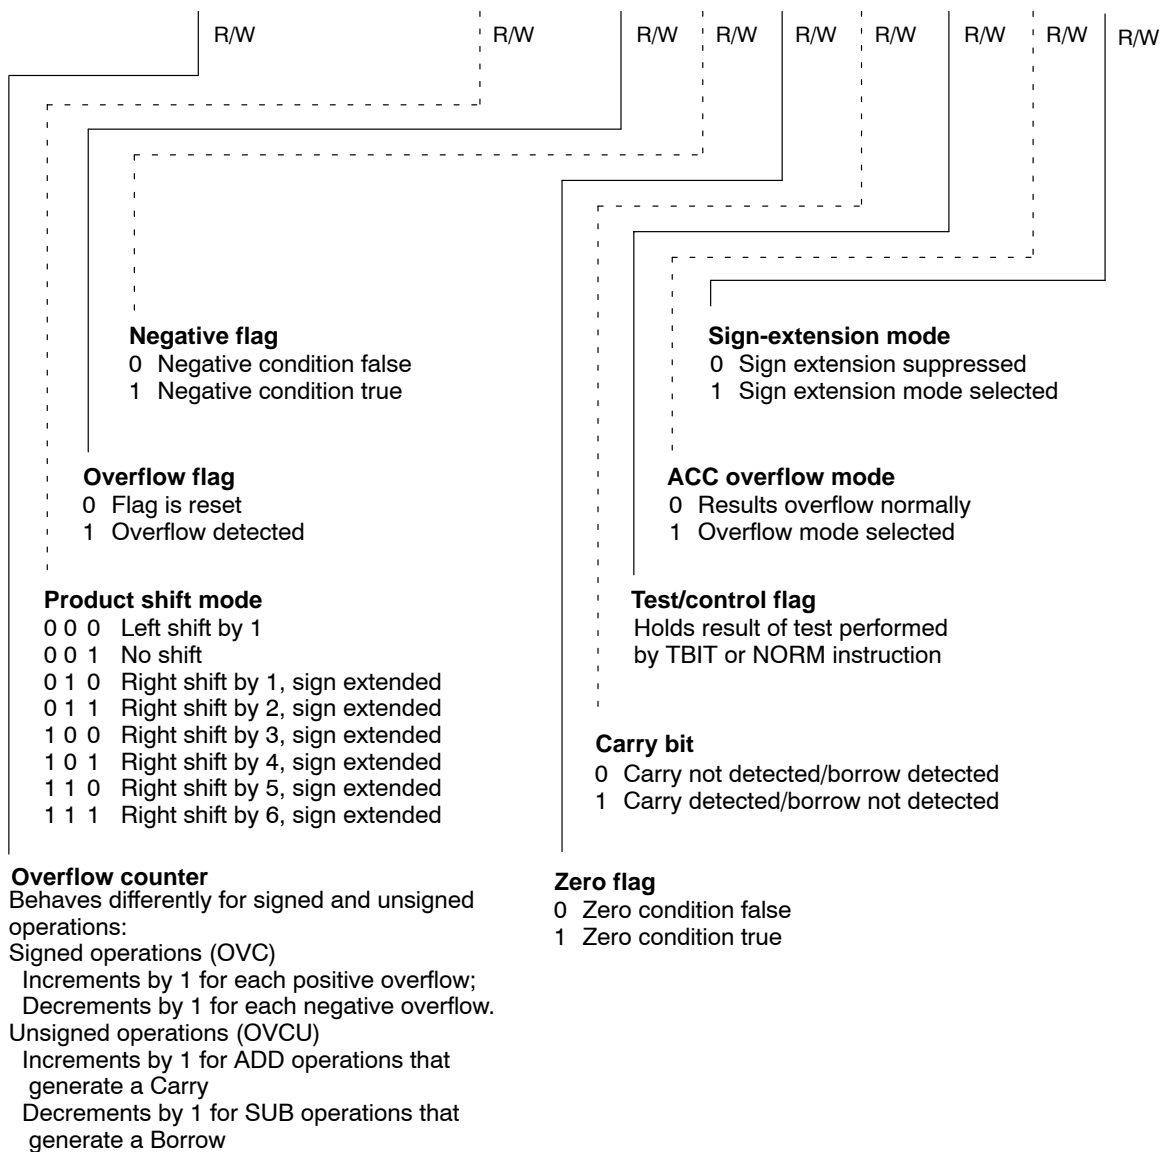 R/W R/W R/W R/W R/W R/W R/W R/W R/W
Negative flag
0 Negative condition false
1 Negative condition true
Sign-extension mode
0 Sign extension suppressed
1 Sign extension mode selected
Overflow flag
0 Flag is reset
1 Overflow detected
ACC overflow mode
0 Results overflow normally
1 Overflow mode selected
Product shift mode
0 0 0 Left shift by 1
0 0 1 No shift
0 1 0 Right shift by 1, sign extended
0 1 1 Right shift by 2, sign extended
1 0 0 Right shift by 3, sign extended
1 0 1 Right shift by 4, sign extended
1 1 0 Right shift by 5, sign extended
1 1 1 Right shift by 6, sign extended
Test/control flag
Holds result of test performed
by TBIT or NORM instruction
Carry bit
0 Carry not detected/borrow detected
1 Carry detected/borrow not detected
Overflow counter
Behaves differently for signed and unsigned
operations:
Signed operations (OVC)
Increments by 1 for each positive overflow;
Decrements by 1 for each negative overflow.
Unsigned operations (OVCU)
Increments by 1 for ADD operations that
generate a Carry
Decrements by 1 for SUB operations that
generate a Borrow
Zero flag
0 Zero condition false
1 Zero condition true